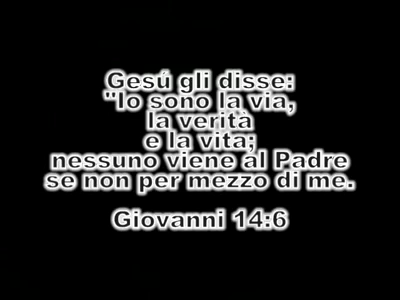 Gesú gli disse:
"Io sono la via,
la verità
e la vita;
nessuno viene al Padre
se non per mezzo di me.
Giovanni 14:6